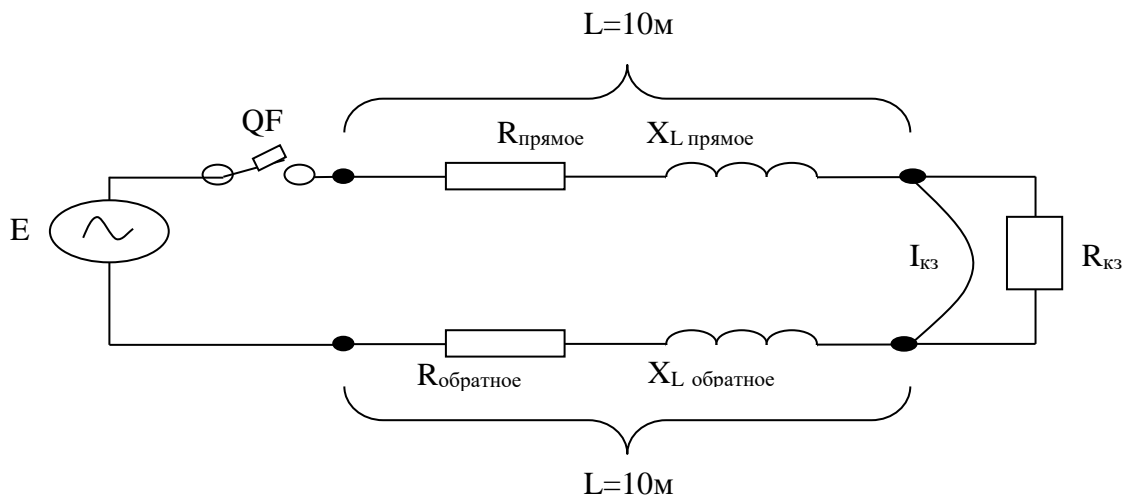 L=10м
QF
Rпрямое
XL прямое
E
Iкз
Rкз
Rобратное
XL обратное
L=10м